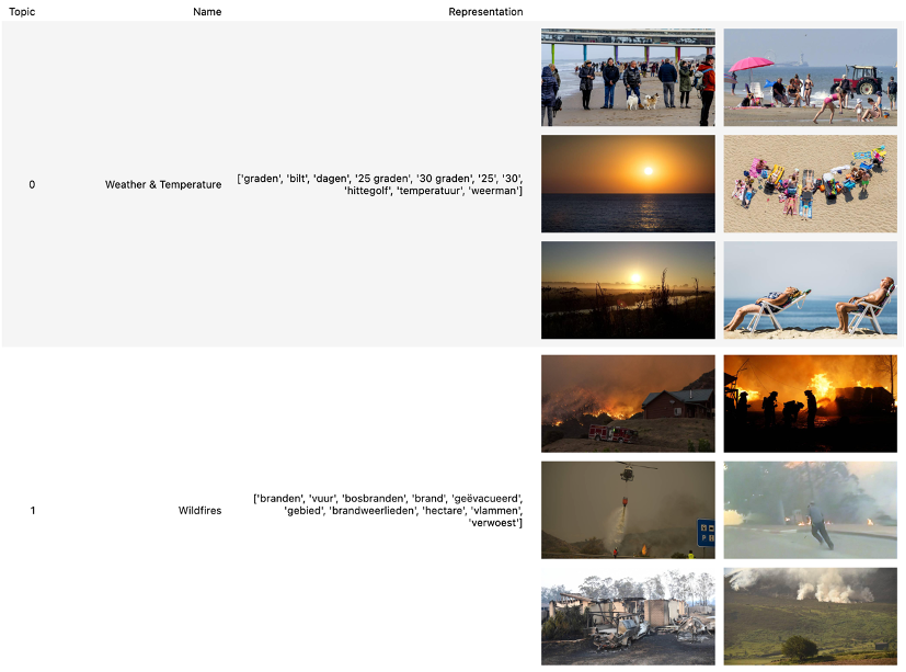 Topic Name Representation
0 Weather & Temperature ['graden', 'bilt', 'dagen', '25 graden', '30 graden', '25', '30',
'hittegolf', 'temperatuur', 'weerman']
1 Wildfires ['branden', 'vuur', 'bosbranden', 'brand', 'geëvacueerd',
'gebied', 'brandweerlieden', 'hectare', 'vlammen',
'verwoest']